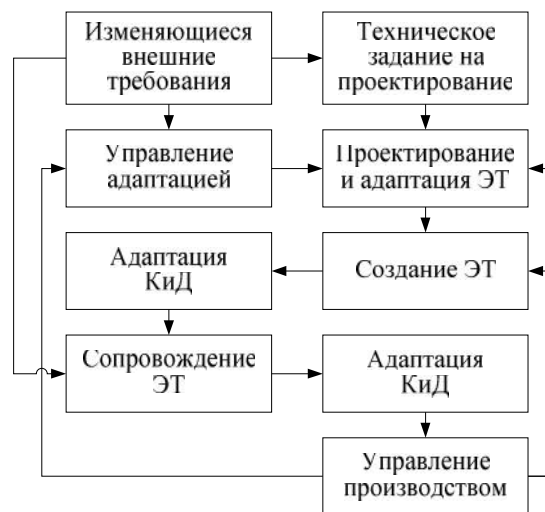 Изменяющиеся
внешние
требования
Техническое
задание на
проектирование
Управление
адаптацией
Проектирование
и адаптация ЭТ
Адаптация
КиД
Создание ЭТ
Сопровождение
ЭТ
Адаптация
КиД
Управление
производством